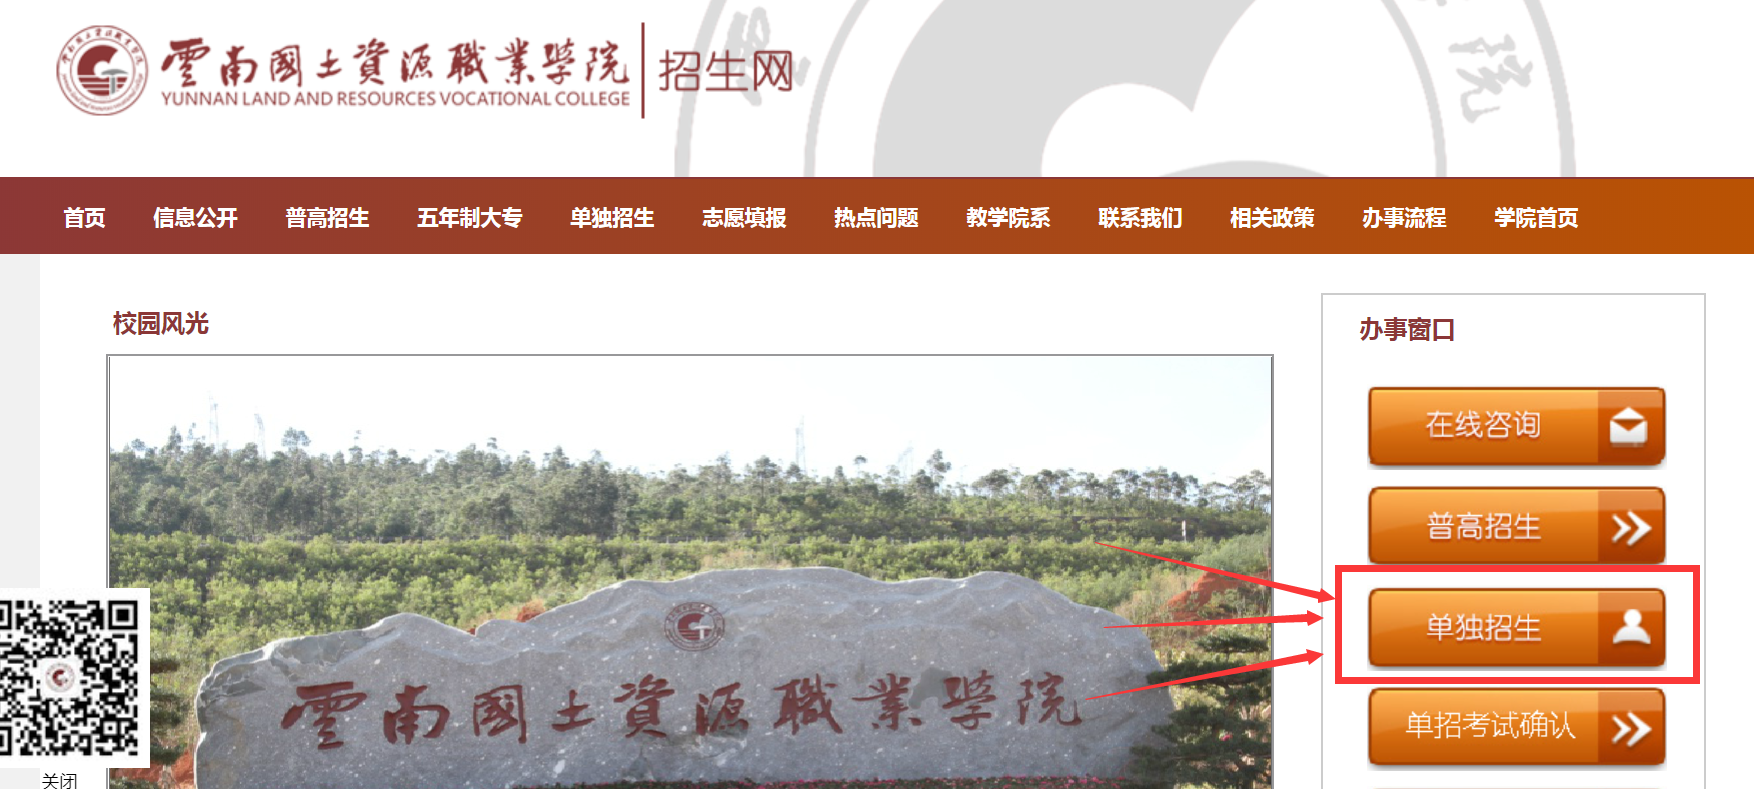 雲南國土資源職業學院
YUNNAN LAND AND RESOURCES VOCATIONAL COLLEGE
招生网
首页 信息公开 普高招生 五年制大专 单独招生 志愿填报 热点问题 教学院系 联系我们 相关政策 办事流程 学院首页
校园风光
雲南國土資源職業學院
关闭
办事窗口
在线咨询
普高招生
单独招生
单招考试确认